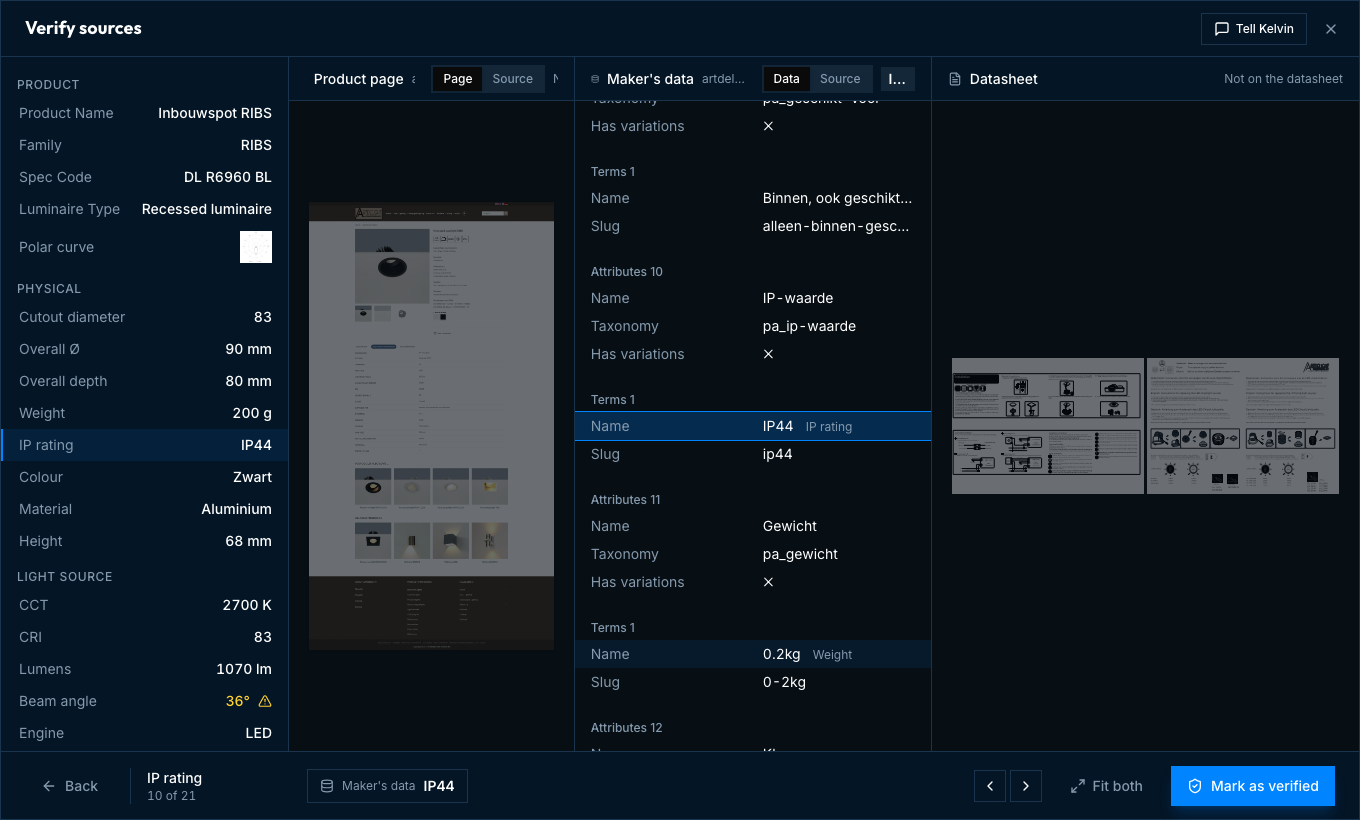 Verify sources
Tell Kelvin
PRODUCT
Product Name Inbouwspot RIBS
Family RIBS
Spec Code DL R6960 BL
Luminaire Type Recessed luminaire
Polar curve
PHYSICAL
Cutout diameter 83
Overall Ø 90 mm
Overall depth 80 mm
Weight 200 g
IP rating IP44
Colour Zwart
Material Aluminium
Height 68 mm
LIGHT SOURCE
CCT 2700 K
CRI 83
Lumens 1070 lm
Beam angle 36°
Engine LED
Product page Page Source
Maker's data artdel... Data Source I...
Taxonomy pa_geschikt-voor
Has variations
Terms 1
Name Binnen, ook geschikt...
Slug alleen-binnen-gesc...
Attributes 10
Name IP-waarde
Taxonomy pa_ip-waarde
Has variations
Terms 1
Name IP44 IP rating
Slug ip44
Attributes 11
Name Gewicht
Taxonomy pa_gewicht
Has variations
Terms 1
Name 0.2kg Weight
Slug 0-2kg
Attributes 12
Datasheet Not on the datasheet
Back
IP rating
10 of 21
Maker's data IP44
Fit both
Mark as verified